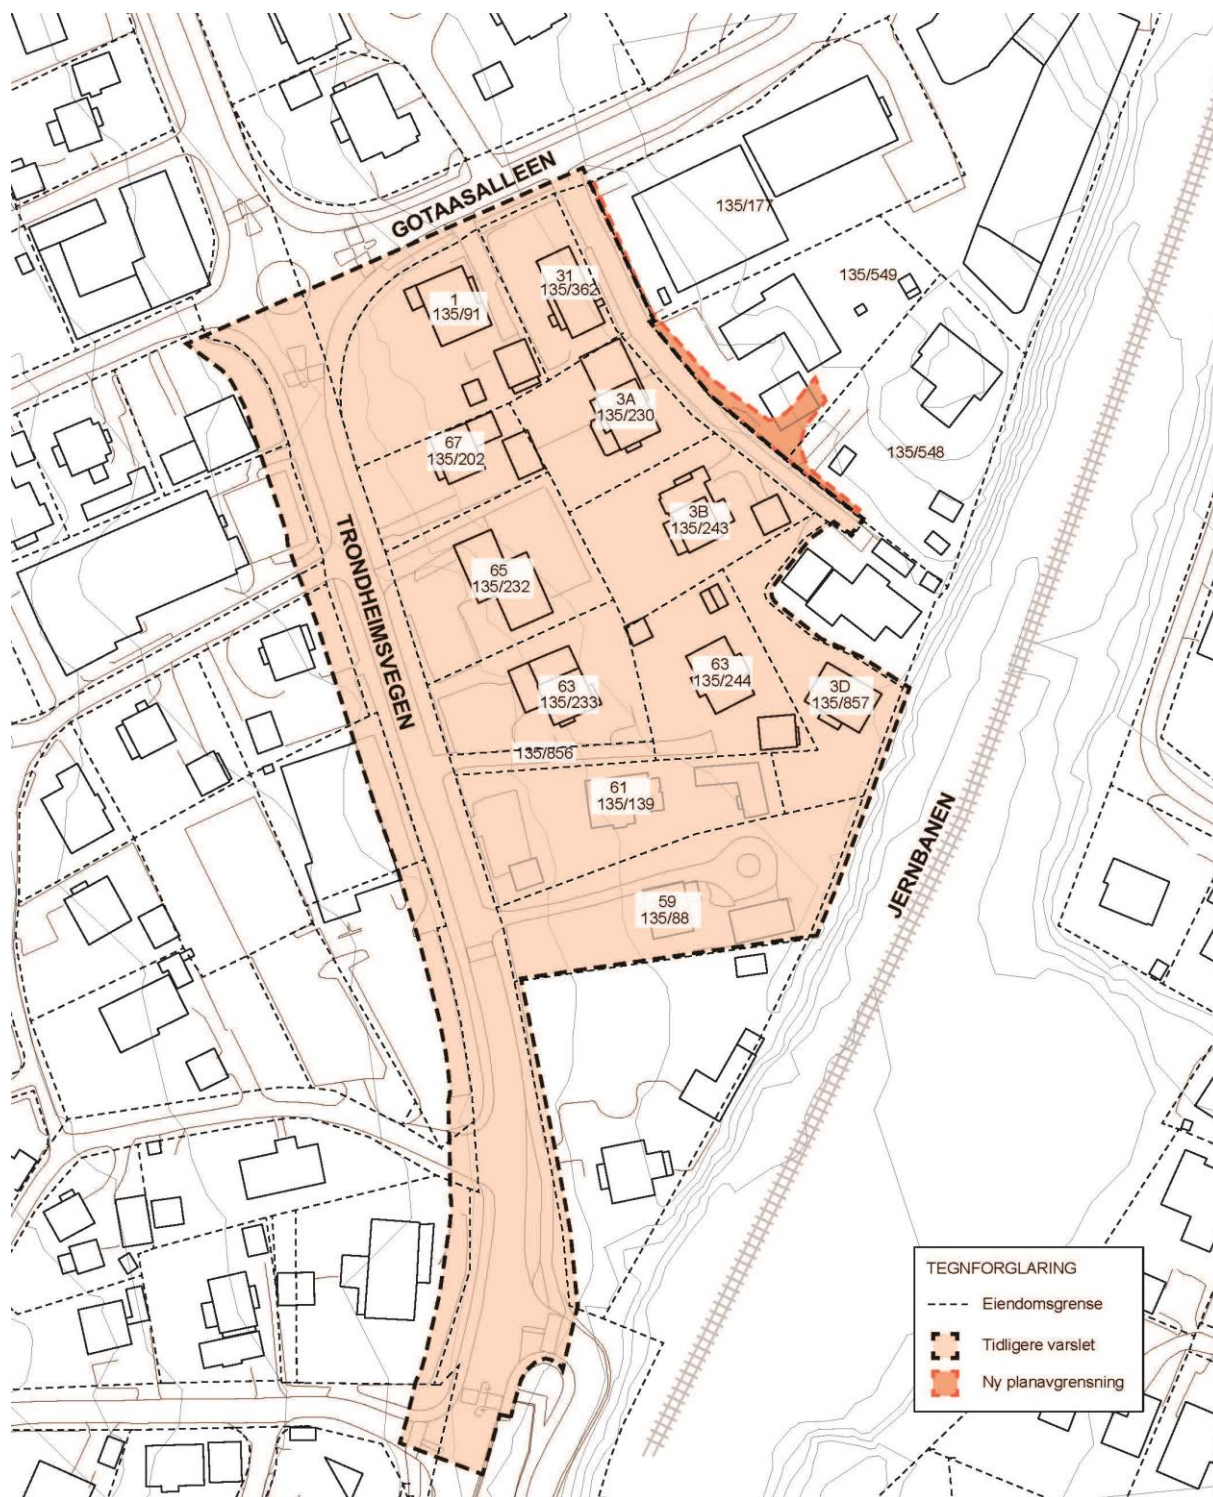 GOTAASALLEEN
135/177
135/549
31
135/362
1
135/91
3A
135/230
67
135/202
135/548
3B
135/243
TRONDHEIMSVEGEN
65
135/232
63
135/233
63
135/244
3D
135/857
135/856
61
135/139
JERNBANEN
59
135/88
TEGNFORGLARING
Eiendomsgrense
Tidligere varslet
Ny planavgrensning